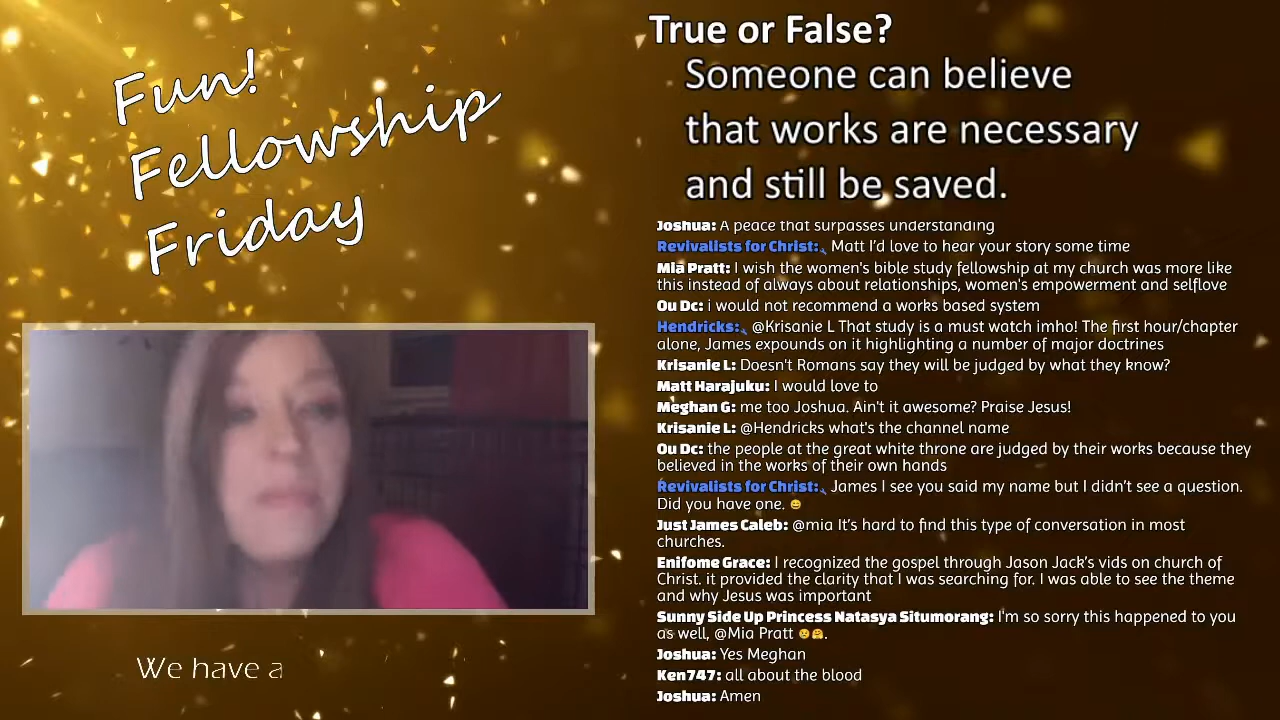 Fun!
Fellowship
Friday
We have a
True or False?
Someone can believe
that works are necessary
and still be saved.
Joshua: A peace that surpasses understanding
Revivalists for Christ: Matt I'd love to hear your story some time
Mia Pratt: I wish the women's bible study fellowship at my church was more like
this instead of always about relationships, women's empowerment and selflove
Ou Dc: i would not recommend a works based system
Hendricks: @Krisanie L That study is a must watch imho! The first hour/chapter
alone, James expounds on it highlighting a number of major doctrines
Krisanie L: Doesn't Romans say they will be judged by what they know?
Matt Harajuku: I would love to
Meghan G: me too Joshua. Ain't it awesome? Praise Jesus!
Krisanie L: @Hendricks what's the channel name
Ou Dc: the people at the great white throne are judged by their works because they
believed in the works of their own hands
Revivalists for Christ: James I see you said my name but I didn't see a question.
Did you have one. 😄
Just James Caleb: @mia It's hard to find this type of conversation in most
churches.
Enifome Grace: I recognized the gospel through Jason Jack's vids on church of
Christ. it provided the clarity that I was searching for. I was able to see the theme
and why Jesus was important
Sunny Side Up Princess Natasya Situmorang: I'm so sorry this happened to you
as well, @Mia Pratt 😟🤗.
Joshua: Yes Meghan
Ken747: all about the blood
Joshua: Amen